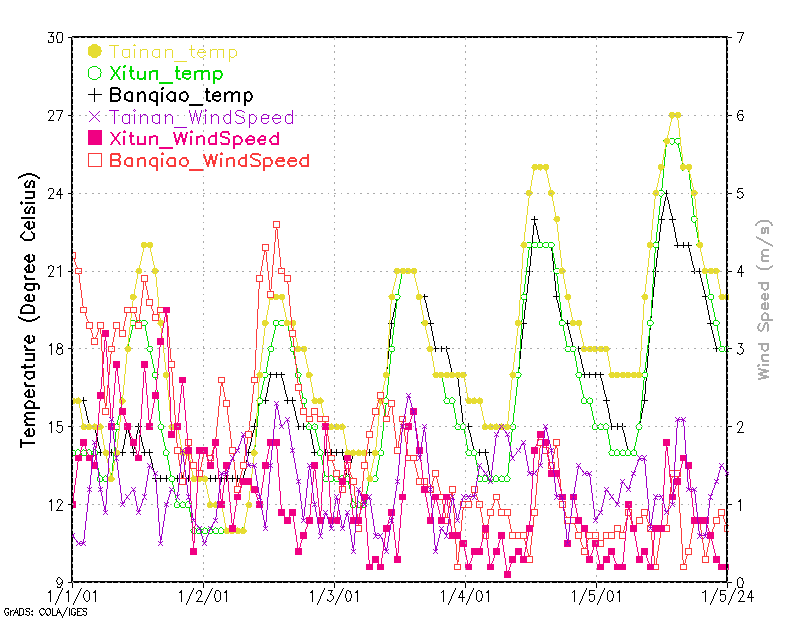 Tainan_temp
Xitun_temp
Banqiao_temp
Tainan_WindSpeed
Xitun_WindSpeed
Banqiao_WindSpeed
Temperature (Degree Celsius)
30
27
24
21
18
15
12
9
7
6
5
4
3
2
1
0
Wind Speed (m/s)
1/1/01
1/2/01
1/3/01
1/4/01
1/5/01
1/5/24
GrADS: COLA/IGES